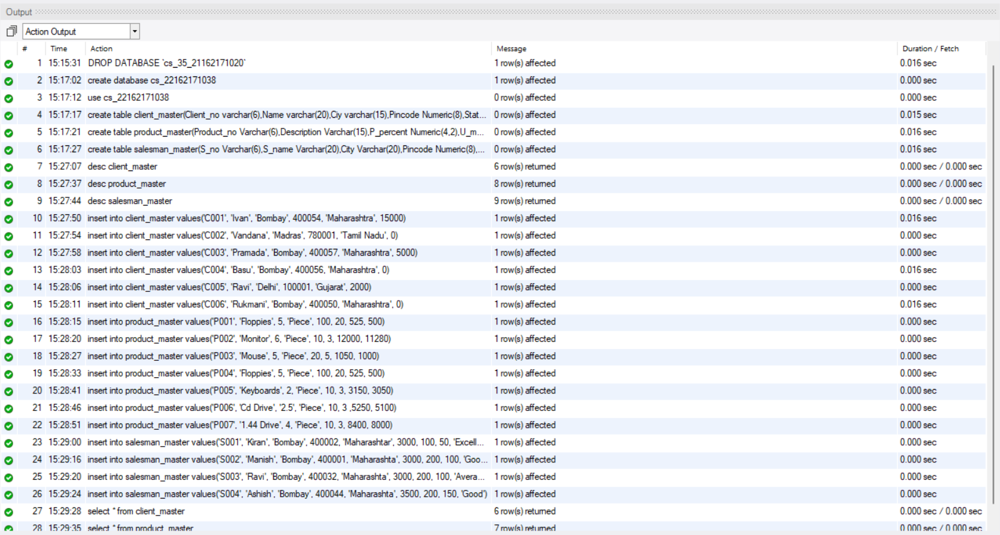 Output
Action Output
# Time Action Message Duration / Fetch
1 15:15:31 DROP DATABASE `cs_35_21162171020` 1 row(s) affected 0.016 sec
2 15:17:02 create database cs_22162171038 1 row(s) affected 0.000 sec
3 15:17:12 use cs_22162171038 0 row(s) affected 0.000 sec
4 15:17:17 create table client_master(Client_no varchar(6),Name varchar(20),Ciy varchar(15),Pincode Numeric(8),Stat... 0 row(s) affected 0.015 sec
5 15:17:21 create table product_master(Product_no Varchar(6),Description Varchar(15),P_percent Numeric(4,2),U_m... 0 row(s) affected 0.016 sec
6 15:17:27 create table salesman_master(S_no Varchar(6),S_name Varchar(20),City Varchar(20),Pincode Numeric(8),... 0 row(s) affected 0.016 sec
7 15:27:07 desc client_master 6 row(s) returned 0.000 sec / 0.000 sec
8 15:27:37 desc product_master 8 row(s) returned 0.000 sec / 0.000 sec
9 15:27:44 desc salesman_master 9 row(s) returned 0.000 sec / 0.000 sec
10 15:27:50 insert into client_master values('C001', 'Ivan', 'Bombay', 400054, 'Maharashtra', 15000) 1 row(s) affected 0.016 sec
11 15:27:54 insert into client_master values('C002', 'Vandana', 'Madras', 780001, 'Tamil Nadu', 0) 1 row(s) affected 0.000 sec
12 15:27:58 insert into client_master values('C003', 'Pramada', 'Bombay', 400057, 'Maharashtra', 5000) 1 row(s) affected 0.000 sec
13 15:28:03 insert into client_master values('C004', 'Basu', 'Bombay', 400056, 'Maharashtra', 0) 1 row(s) affected 0.016 sec
14 15:28:06 insert into client_master values('C005', 'Ravi', 'Delhi', 100001, 'Gujarat', 2000) 1 row(s) affected 0.000 sec
15 15:28:11 insert into client_master values('C006', 'Rukmani', 'Bombay', 400050, 'Maharashtra', 0) 1 row(s) affected 0.016 sec
16 15:28:15 insert into product_master values('P001', 'Floppies', 5, 'Piece', 100, 20, 525, 500) 1 row(s) affected 0.000 sec
17 15:28:20 insert into product_master values('P002', 'Monitor', 6, 'Piece', 10, 3, 12000, 11280) 1 row(s) affected 0.000 sec
18 15:28:27 insert into product_master values('P003', 'Mouse', 5, 'Piece', 20, 5, 1050, 1000) 1 row(s) affected 0.000 sec
19 15:28:33 insert into product_master values('P004', 'Floppies', 5, 'Piece', 100, 20, 525, 500) 1 row(s) affected 0.000 sec
20 15:28:41 insert into product_master values('P005', 'Keyboards', 2, 'Piece', 10, 3, 3150, 3050) 1 row(s) affected 0.000 sec
21 15:28:46 insert into product_master values('P006', 'Cd Drive', '2.5', 'Piece', 10, 3 ,5250, 5100) 1 row(s) affected 0.000 sec
22 15:28:51 insert into product_master values('P007', '1.44 Drive', 4, 'Piece', 10, 3, 8400, 8000) 1 row(s) affected 0.000 sec
23 15:29:00 insert into salesman_master values('S001', 'Kiran', 'Bombay', 400002, 'Maharashtar', 3000, 100, 50, 'Excell... 1 row(s) affected 0.000 sec
24 15:29:16 insert into salesman_master values('S002', 'Manish', 'Bombay', 400001, 'Maharashta', 3000, 200, 100, 'Goo... 1 row(s) affected 0.000 sec
25 15:29:20 insert into salesman_master values('S003', 'Ravi', 'Bombay', 400032, 'Maharashta', 3000, 200, 100, 'Avera... 1 row(s) affected 0.000 sec
26 15:29:24 insert into salesman_master values('S004', 'Ashish', 'Bombay', 400044, 'Maharashta', 3500, 200, 150, 'Good') 1 row(s) affected 0.000 sec
27 15:29:28 select * from client_master 6 row(s) returned 0.000 sec / 0.000 sec
28 15:29:35 select * from product_master 7 row(s) returned 0.000 sec / 0.000 sec